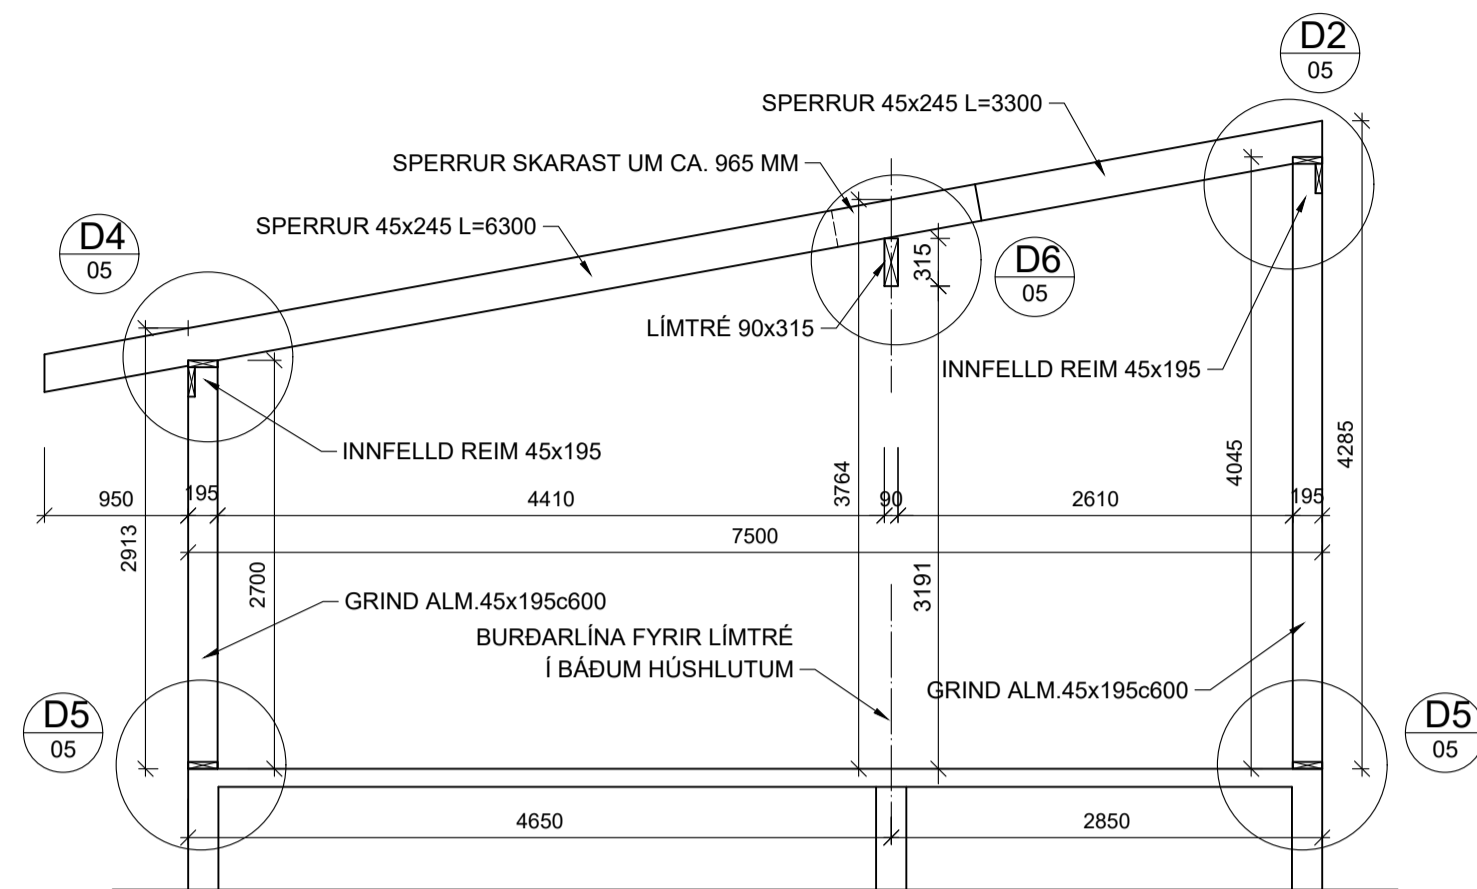 D2
05
SPERRUR 45x245 L=3300
SPERRUR SKARAST UM CA. 965 MM
SPERRUR 45x245 L=6300
D4
05
D6
05
315
LÍMTRÉ 90x315
INNFELLD REIM 45x195
INNFELLD REIM 45x195
4285
4045
3764
950
195
4410
90
2610
195
2913
7500
2700
3191
GRIND ALM.45x195c600
BURÐARLÍNA FYRIR LÍMTRÉ
Í BÁÐUM HÚSHLUTUM
GRIND ALM.45x195c600
D5
05
D5
05
4650
2850